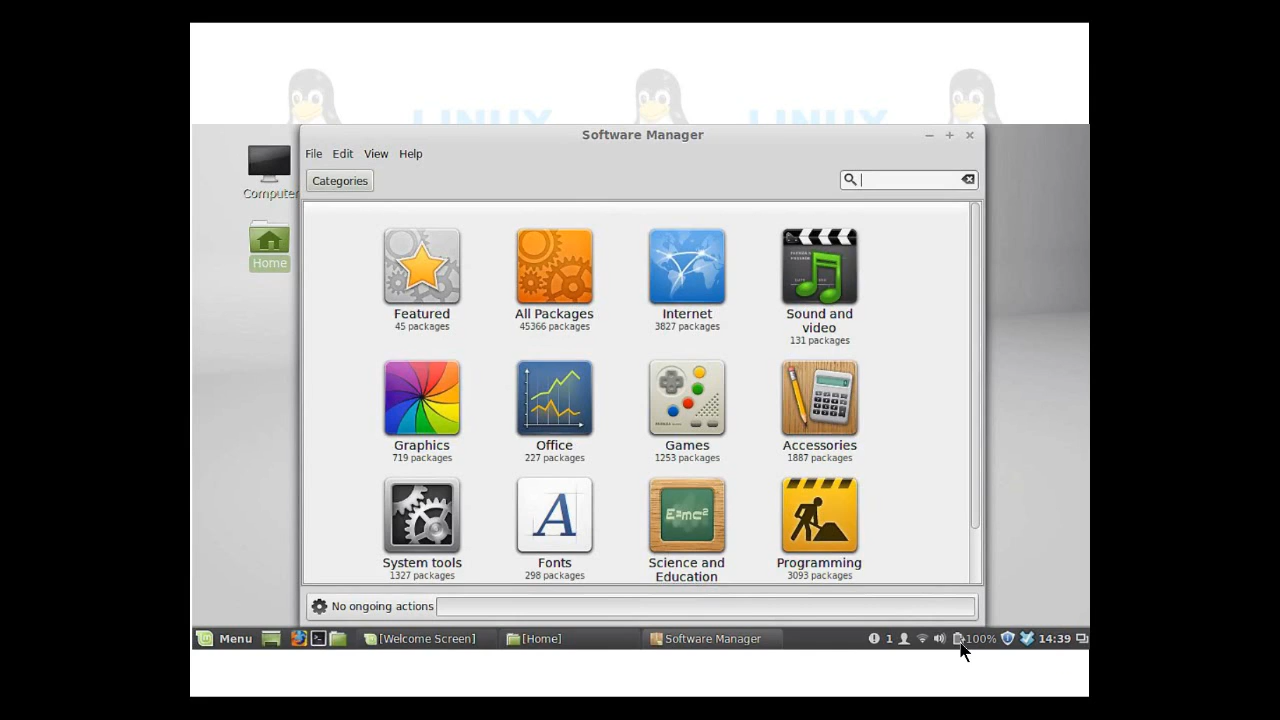 LINUX LINUX
Software Manager
File Edit View Help
Computer
Categories
Home
Featured
45 packages
All Packages
45366 packages
Internet
3827 packages
Sound and
video
131 packages
Graphics
719 packages
Office
227 packages
Games
1253 packages
Accessories
1887 packages
E=mc²
A
System tools
1327 packages
Fonts
298 packages
Science and
Education
Programming
3093 packages
No ongoing actions
Menu [Welcome Screen] [Home] Software Manager 1 100% 14:39